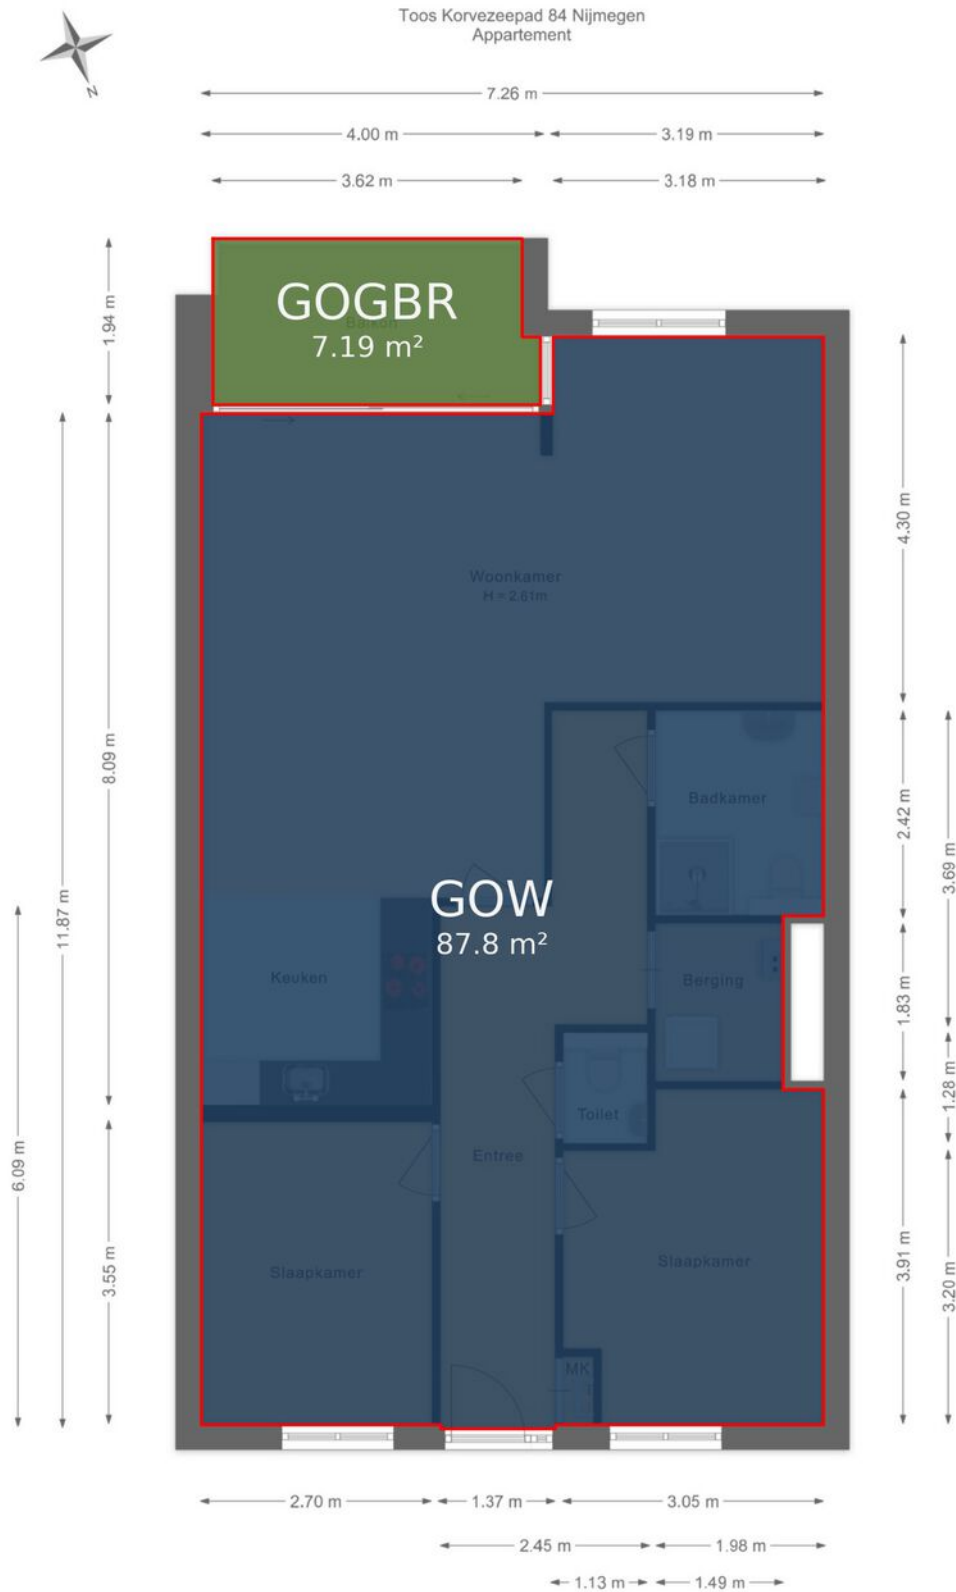 Toos Korvezeepad 84 Nijmegen
Appartement
N
7.26 m
4.00 m
3.19 m
3.62 m
3.18 m
GOGBR
Balkon
7.19 m²
1.94 m
4.30 m
Woonkamer
H = 2.61m
8.09 m
11.87 m
6.09 m
Badkamer
2.42 m
3.69 m
GOW
87.8 m²
Keuken
Berging
1.83 m
1.28 m
Toilet
Entree
3.55 m
Slaapkamer
Slaapkamer
3.91 m
3.20 m
MK
2.70 m
1.37 m
3.05 m
2.45 m
1.98 m
1.13 m
1.49 m